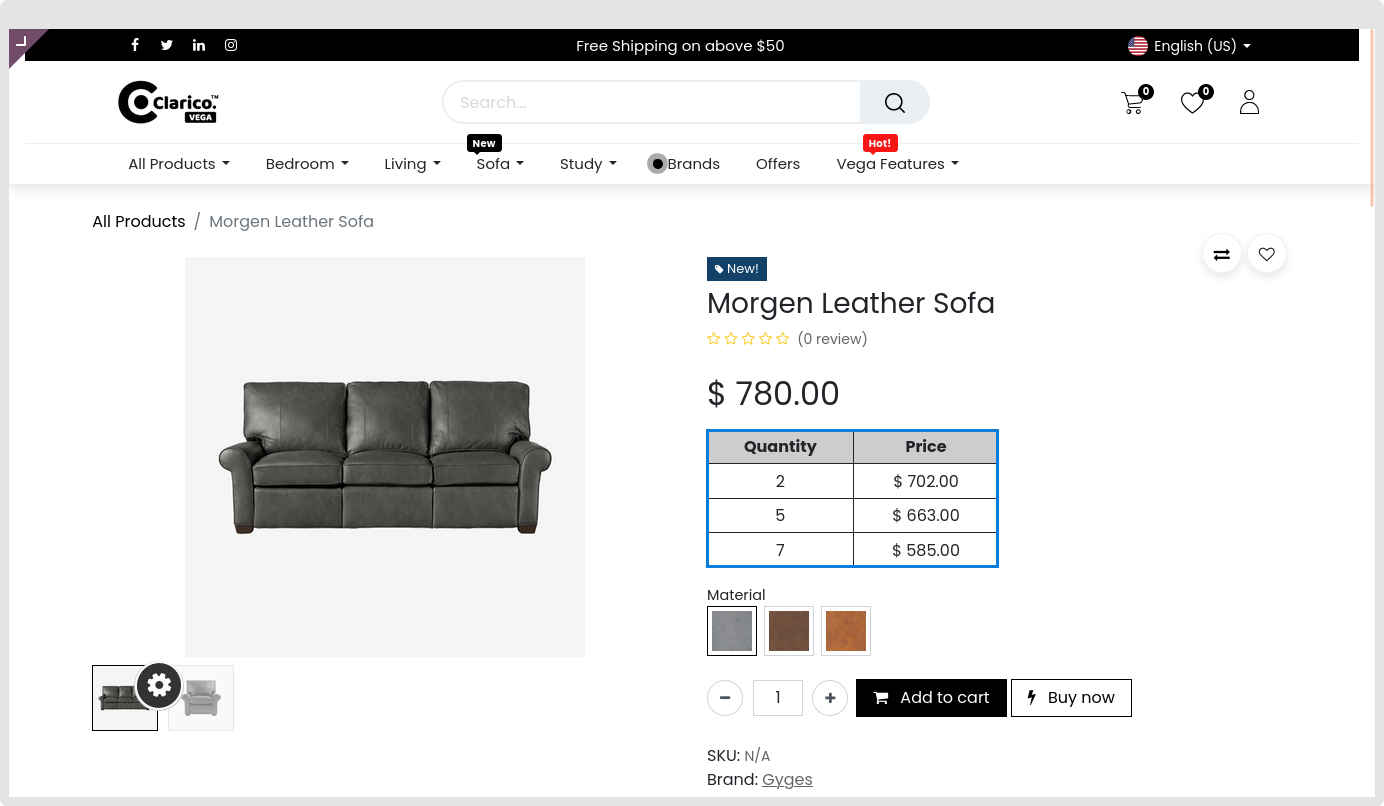 Free Shipping on above $50
English (US)
Clarico.™
VEGA
Search...
0
0
New
Hot!
All Products Bedroom Living Sofa Study Brands Offers Vega Features
All Products / Morgen Leather Sofa
New!
Morgen Leather Sofa
(0 review)
$ 780.00
Quantity Price
2 $ 702.00
5 $ 663.00
7 $ 585.00
Material
1 Add to cart Buy now
SKU: N/A
Brand: Gyges